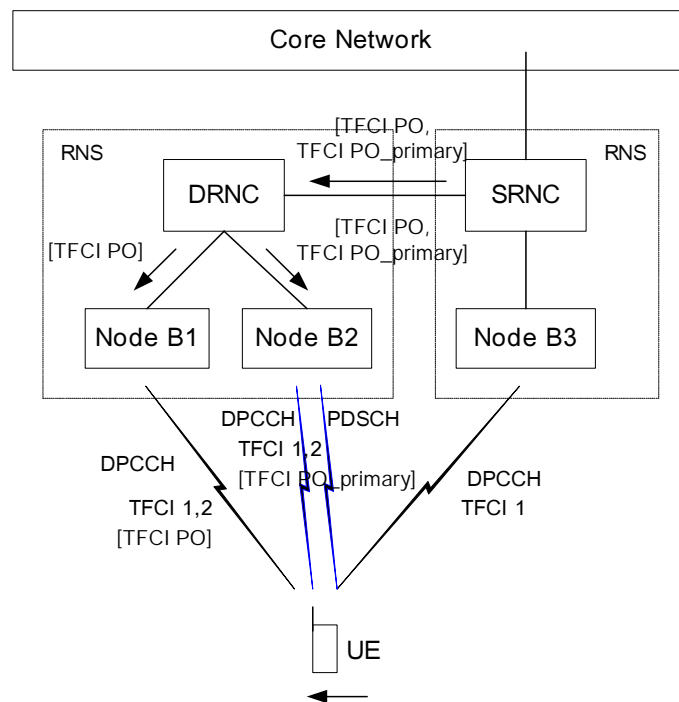 Core Network
[TFCI PO,
TFCI PO_primary]
RNS
RNS
DRNC
SRNC
[TFCI PO]
[TFCI PO,
TFCI PO_primary]
Node B1
Node B2
Node B3
DPCCH
PDSCH
TFCI 1,2
[TFCI PO_primary]
DPCCH
TFCI 1,2
[TFCI PO]
DPCCH
TFCI 1
UE